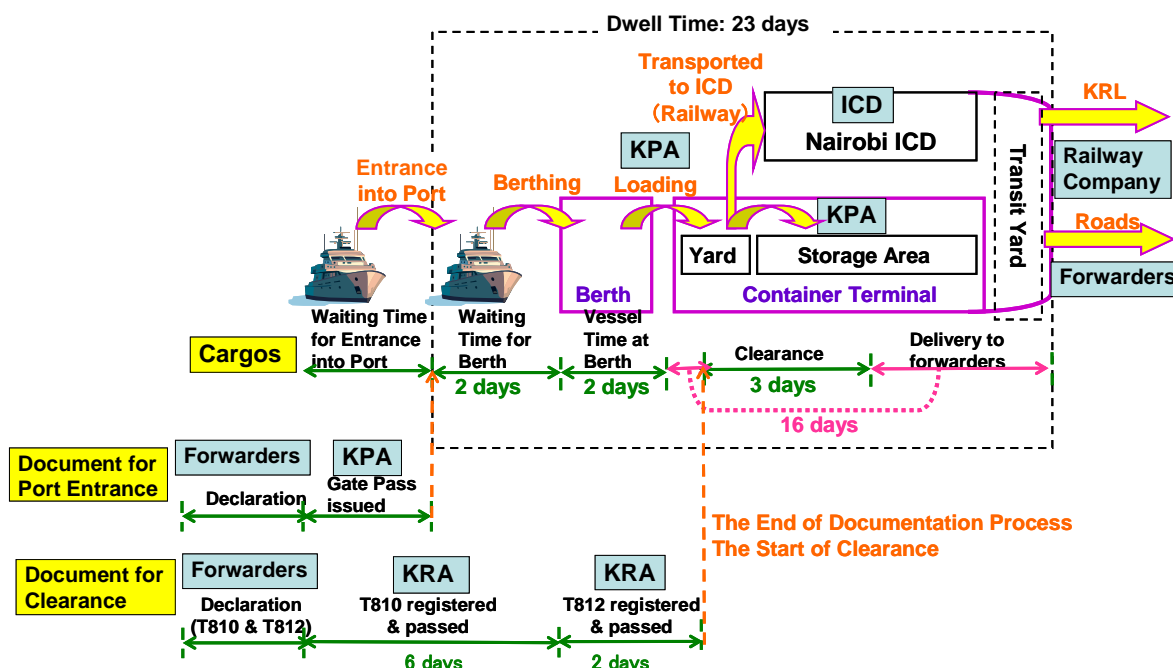 Dwell Time: 23 days
Transported
to ICD
(Railway)
ICD
Nairobi ICD
KRL
Railway
Company
Transit Yard
Roads
Forwarders
KPA
Entrance
into Port
Berthing
Loading
KPA
Yard
Storage Area
Berth
Container Terminal
Cargos
Waiting Time
for Entrance
into Port
Waiting
Time for
Berth
2 days
Vessel
Time at
Berth
2 days
Clearance
3 days
Delivery to
forwarders
16 days
Document for
Port Entrance
Forwarders
Declaration
KPA
Gate Pass
issued
The End of Documentation Process
The Start of Clearance
Document for
Clearance
Forwarders
Declaration
(T810 & T812)
KRA
T810 registered
& passed
6 days
KRA
T812 registered
& passed
2 days